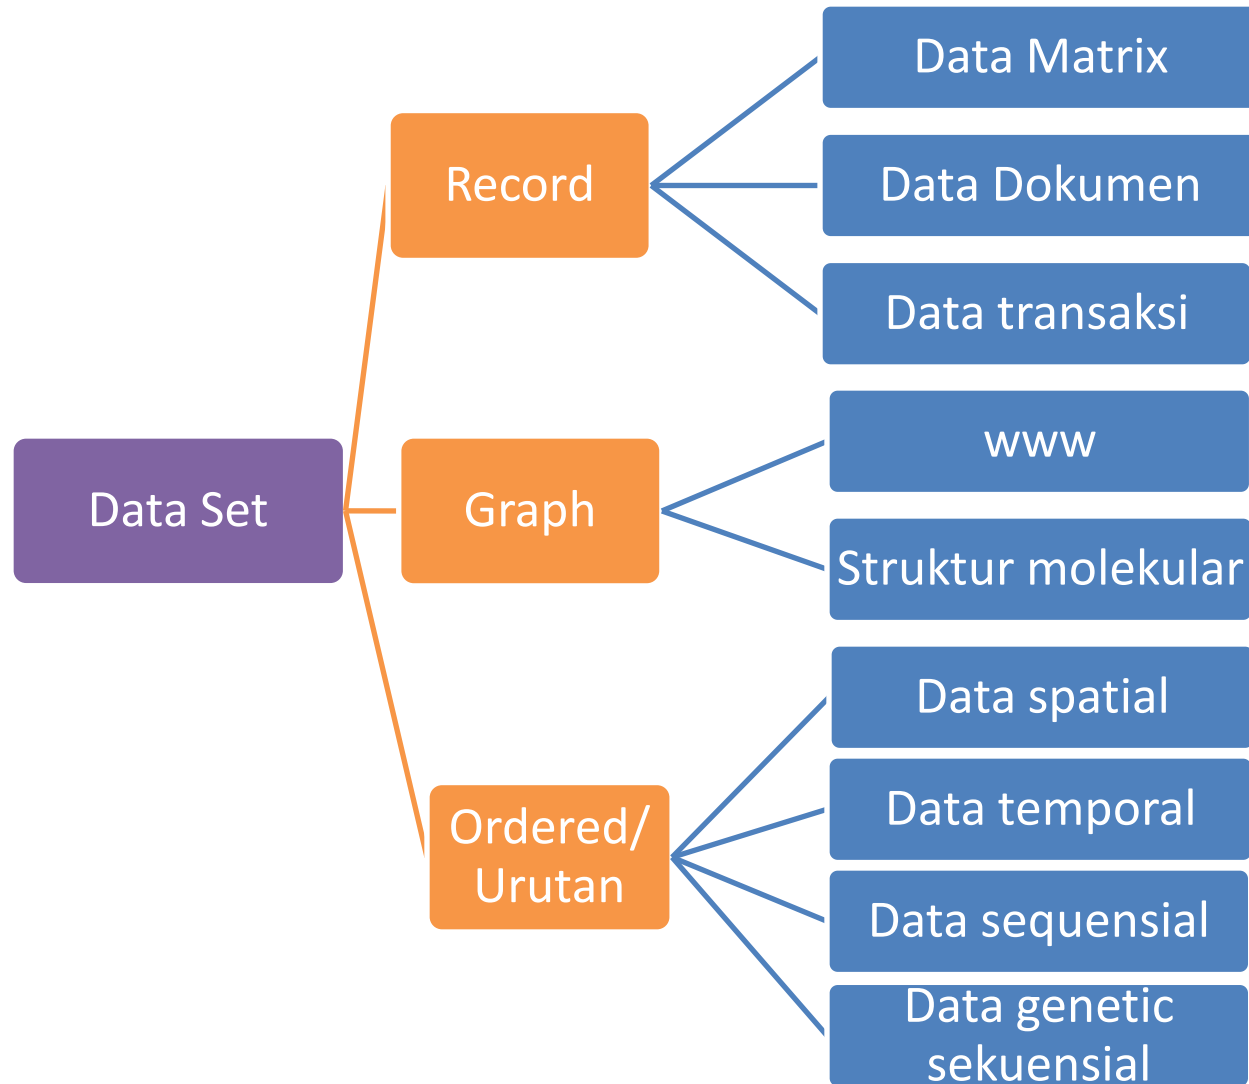 Data Set
Record
Data Matrix
Data Dokumen
Data transaksi
Graph
www
Struktur molekular
Ordered/
Urutan
Data spatial
Data temporal
Data sequensial
Data genetic
sekuensial